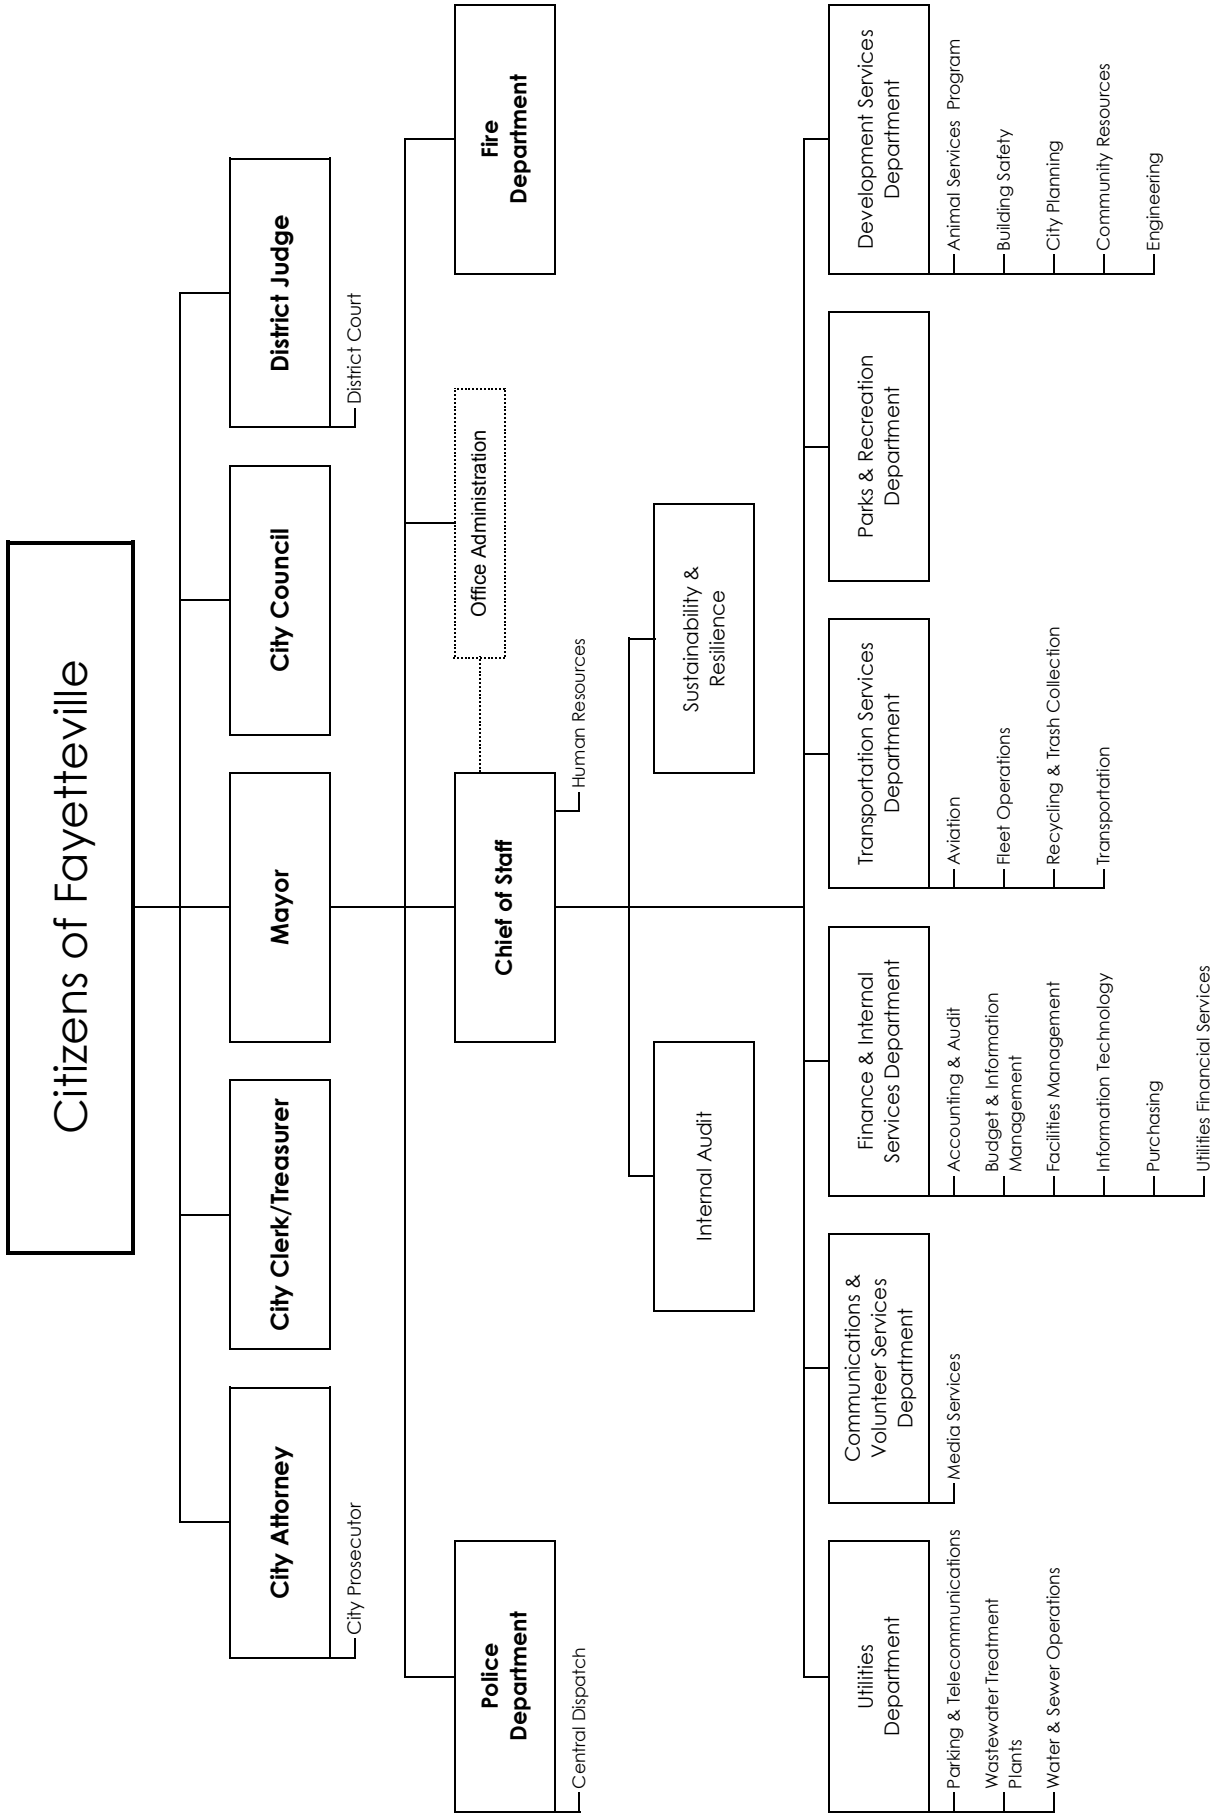 Citizens of Fayetteville
City Attorney
City Prosecutor
City Clerk/Treasurer
Mayor
City Council
District Judge
District Court
Police
Department
Central Dispatch
Chief of Staff
Human Resources
Office Administration
Fire
Department
Internal Audit
Sustainability &
Resilience
Utilities
Department
Parking & Telecommunications
Wastewater Treatment
Plants
Water & Sewer Operations
Communications &
Volunteer Services
Department
Media Services
Finance & Internal
Services Department
Accounting & Audit
Budget & Information
Management
Facilities Management
Information Technology
Purchasing
Utilities Financial Services
Transportation Services
Department
Aviation
Fleet Operations
Recycling & Trash Collection
Transportation
Parks & Recreation
Department
Development Services
Department
Animal Services Program
Building Safety
City Planning
Community Resources
Engineering